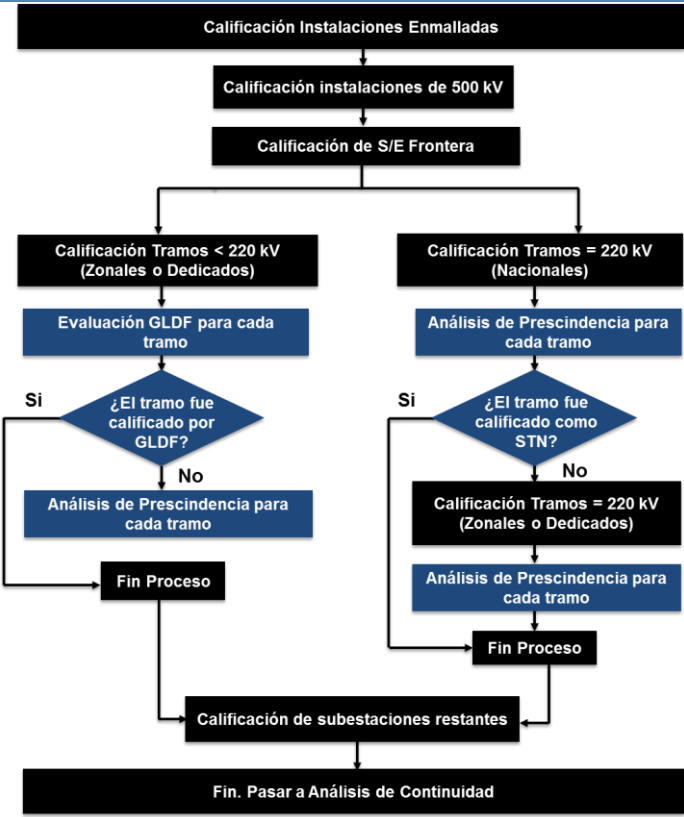 Calificación Instalaciones Enmalladas
Calificación instalaciones de 500 kV
Calificación de S/E Frontera
Calificación Tramos < 220 kV
(Zonales o Dedicados)
Evaluación GLDF para cada
tramo
Si
¿El tramo fue
calificado por
GLDF?
No
Análisis de Prescindencia para
cada tramo
Fin Proceso
Calificación Tramos = 220 kV
(Nacionales)
Análisis de Prescindencia para
cada tramo
Si
¿El tramo fue
calificado como
STN?
No
Calificación Tramos = 220 kV
(Zonales o Dedicados)
Análisis de Prescindencia para
cada tramo
Fin Proceso
Calificación de subestaciones restantes
Fin. Pasar a Análisis de Continuidad